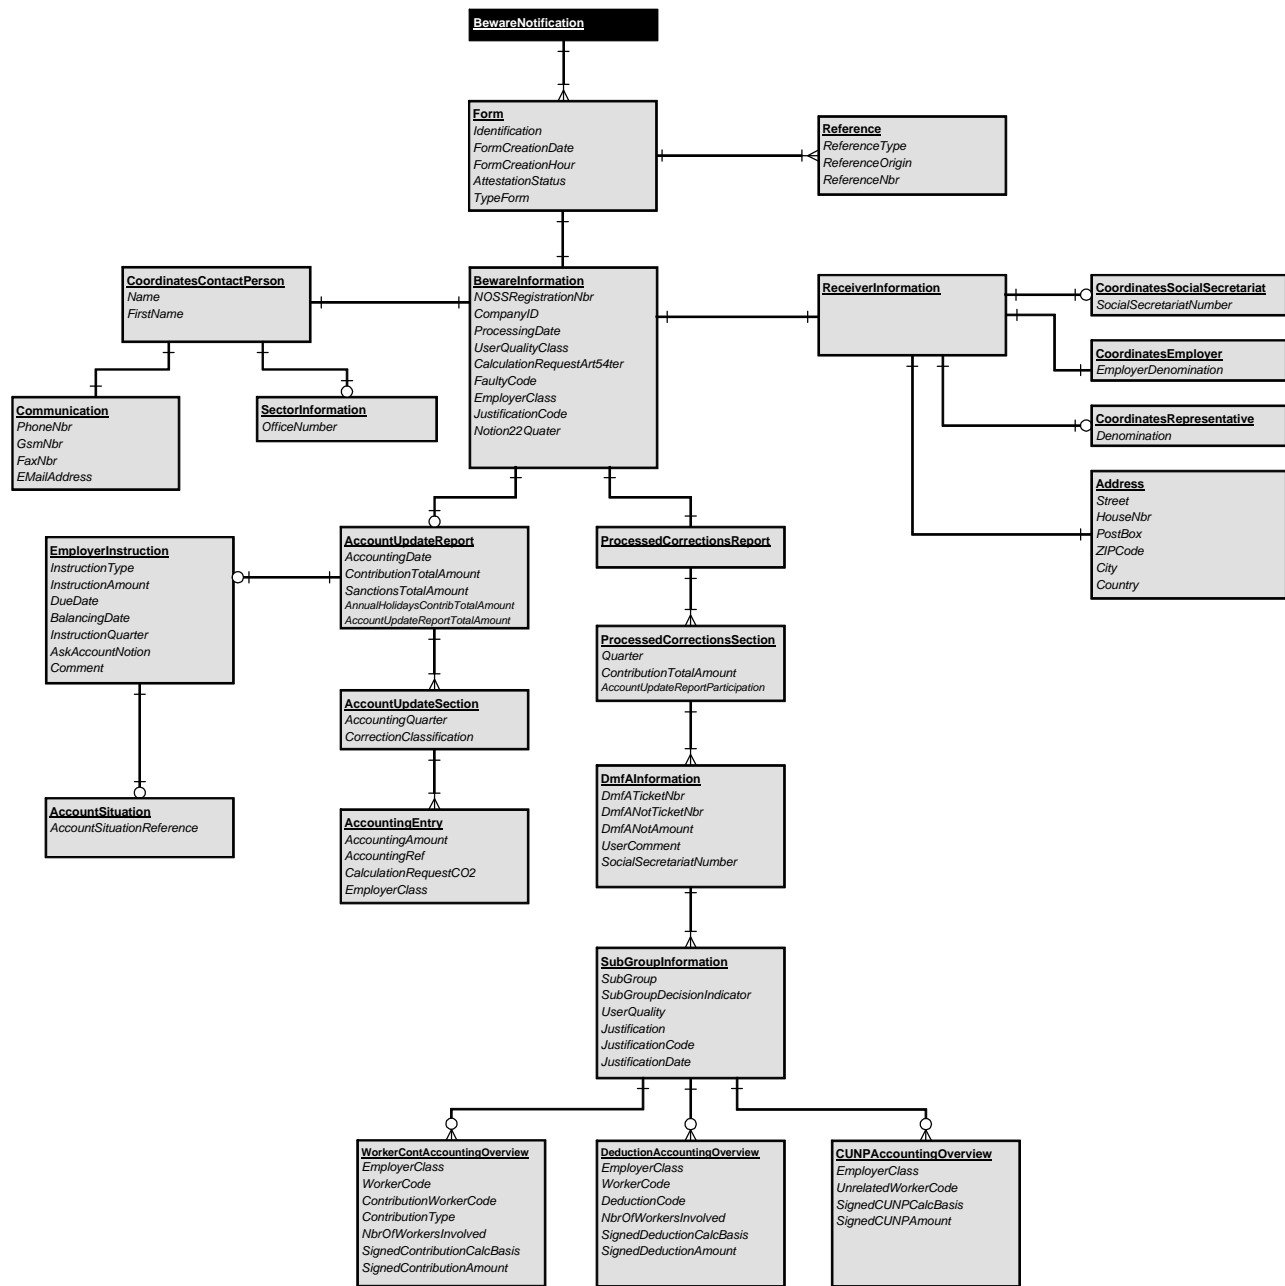 BewareNotification
Form
Identification
FormCreationDate
FormCreationHour
AttestationStatus
TypeForm
Reference
ReferenceType
ReferenceOrigin
ReferenceNbr
CoordinatesContactPerson
Name
FirstName
BewareInformation
NOSSRegistrationNbr
CompanyID
ProcessingDate
UserQualityClass
CalculationRequestArt54ter
FaultyCode
EmployerClass
JustificationCode
Notion22Quater
ReceiverInformation
CoordinatesSocialSecretariat
SocialSecretariatNumber
CoordinatesEmployer
EmployerDenomination
CoordinatesRepresentative
Denomination
Address
Street
HouseNbr
PostBox
ZIPCode
City
Country
Communication
PhoneNbr
GsmNbr
FaxNbr
EMailAddress
SectorInformation
OfficeNumber
EmployerInstruction
InstructionType
InstructionAmount
DueDate
BalancingDate
InstructionQuarter
AskAccountNotion
Comment
AccountUpdateReport
AccountingDate
ContributionTotalAmount
SanctionsTotalAmount
AnnualHolidaysContribTotalAmount
AccountUpdateReportTotalAmount
ProcessedCorrectionsReport
ProcessedCorrectionsSection
Quarter
ContributionTotalAmount
AccountUpdateReportParticipation
AccountUpdateSection
AccountingQuarter
CorrectionClassification
AccountSituation
AccountSituationReference
AccountingEntry
AccountingAmount
AccountingRef
CalculationRequestCO2
EmployerClass
DmfAInformation
DmfATicketNbr
DmfANotTicketNbr
DmfANotAmount
UserComment
SocialSecretariatNumber
SubGroupInformation
SubGroup
SubGroupDecisionIndicator
UserQuality
Justification
JustificationCode
JustificationDate
WorkerContAccountingOverview
EmployerClass
WorkerCode
ContributionWorkerCode
ContributionType
NbrOfWorkersInvolved
SignedContributionCalcBasis
SignedContributionAmount
DeductionAccountingOverview
EmployerClass
WorkerCode
DeductionCode
NbrOfWorkersInvolved
SignedDeductionCalcBasis
SignedDeductionAmount
CUNPAccountingOverview
EmployerClass
UnrelatedWorkerCode
SignedCUNPCalcBasis
SignedCUNPAmount